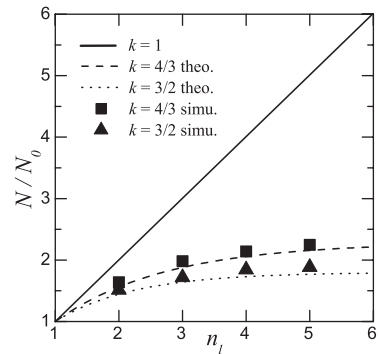 6
5
4
3
2
1
N / N₀
k = 1
k = 4/3 theo.
k = 3/2 theo.
k = 4/3 simu.
k = 3/2 simu.
1 2 3 4 5 6
nₗ